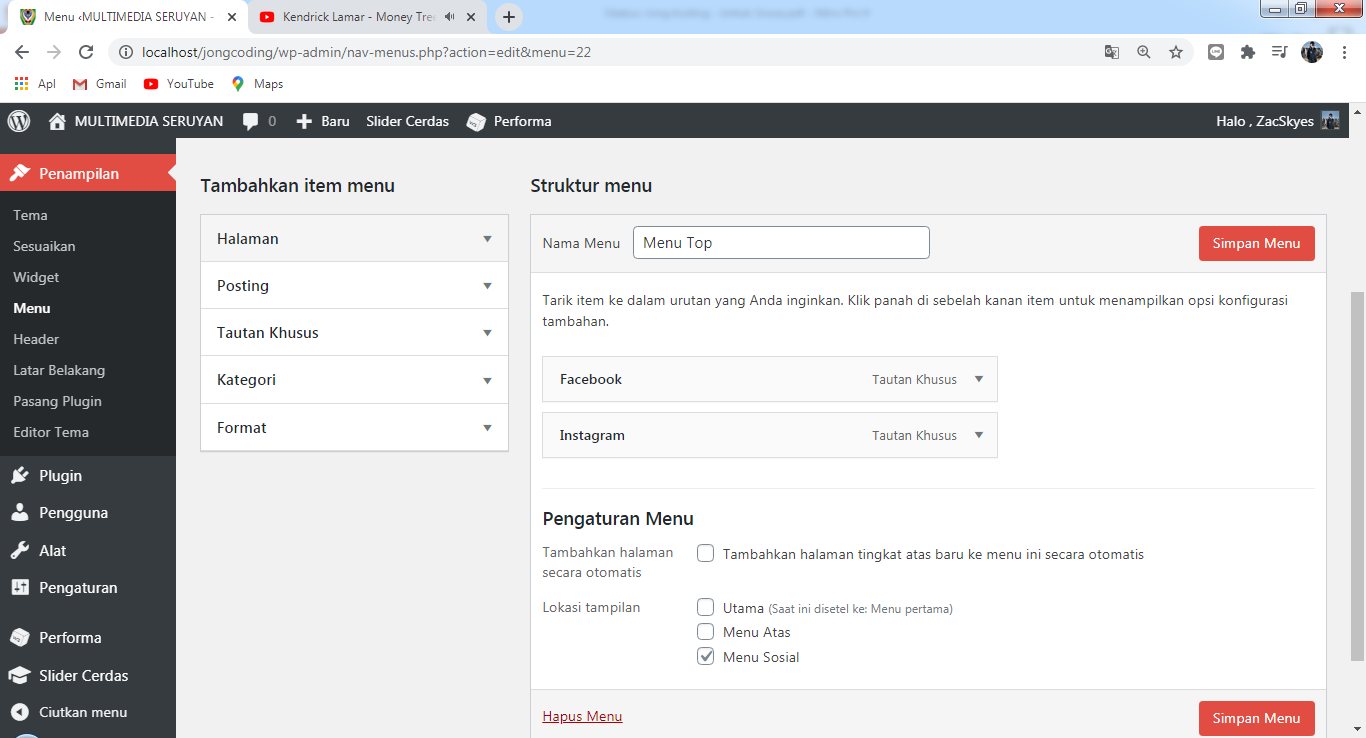 Menu ‹MULTIMEDIA SERUYAN -
Kendrick Lamar - Money Tree
localhost/jongcoding/wp-admin/nav-menus.php?action=edit&menu=22
Apl Gmail YouTube Maps
MULTIMEDIA SERUYAN 0 Baru Slider Cerdas Performa Halo , ZacSkyes
Penampilan
Tema
Sesuaikan
Widget
Menu
Header
Latar Belakang
Pasang Plugin
Editor Tema
Plugin
Pengguna
Alat
Pengaturan
Performa
Slider Cerdas
Ciutkan menu
Tambahkan item menu
Halaman
Posting
Tautan Khusus
Kategori
Format
Struktur menu
Nama Menu Menu Top Simpan Menu
Tarik item ke dalam urutan yang Anda inginkan. Klik panah di sebelah kanan item untuk menampilkan opsi konfigurasi
tambahan.
Facebook Tautan Khusus
Instagram Tautan Khusus
Pengaturan Menu
Tambahkan halaman
secara otomatis
Tambahkan halaman tingkat atas baru ke menu ini secara otomatis
Lokasi tampilan
Utama (Saat ini disetel ke: Menu pertama)
Menu Atas
Menu Sosial
Hapus Menu Simpan Menu